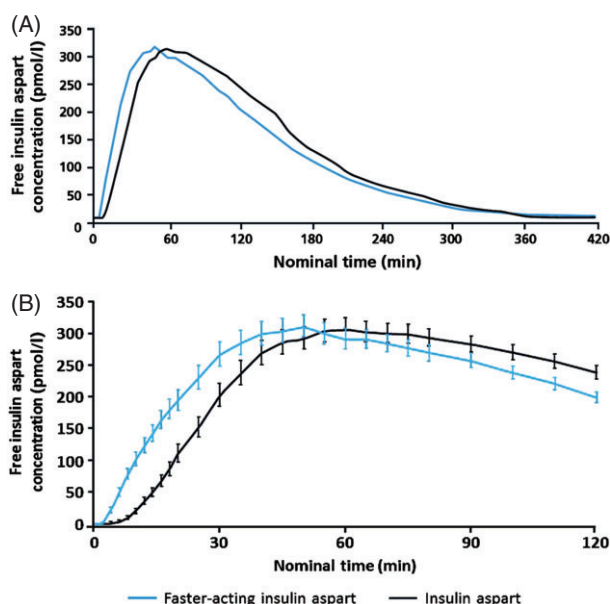 (A)
Free insulin aspart
concentration (pmol/l)
350
300
250
200
150
100
50
0
0 60 120 180 240 300 360 420
Nominal time (min)
(B)
Free insulin aspart
concentration (pmol/l)
350
300
250
200
150
100
50
0
0 30 60 90 120
Nominal time (min)
Faster-acting insulin aspart Insulin aspart